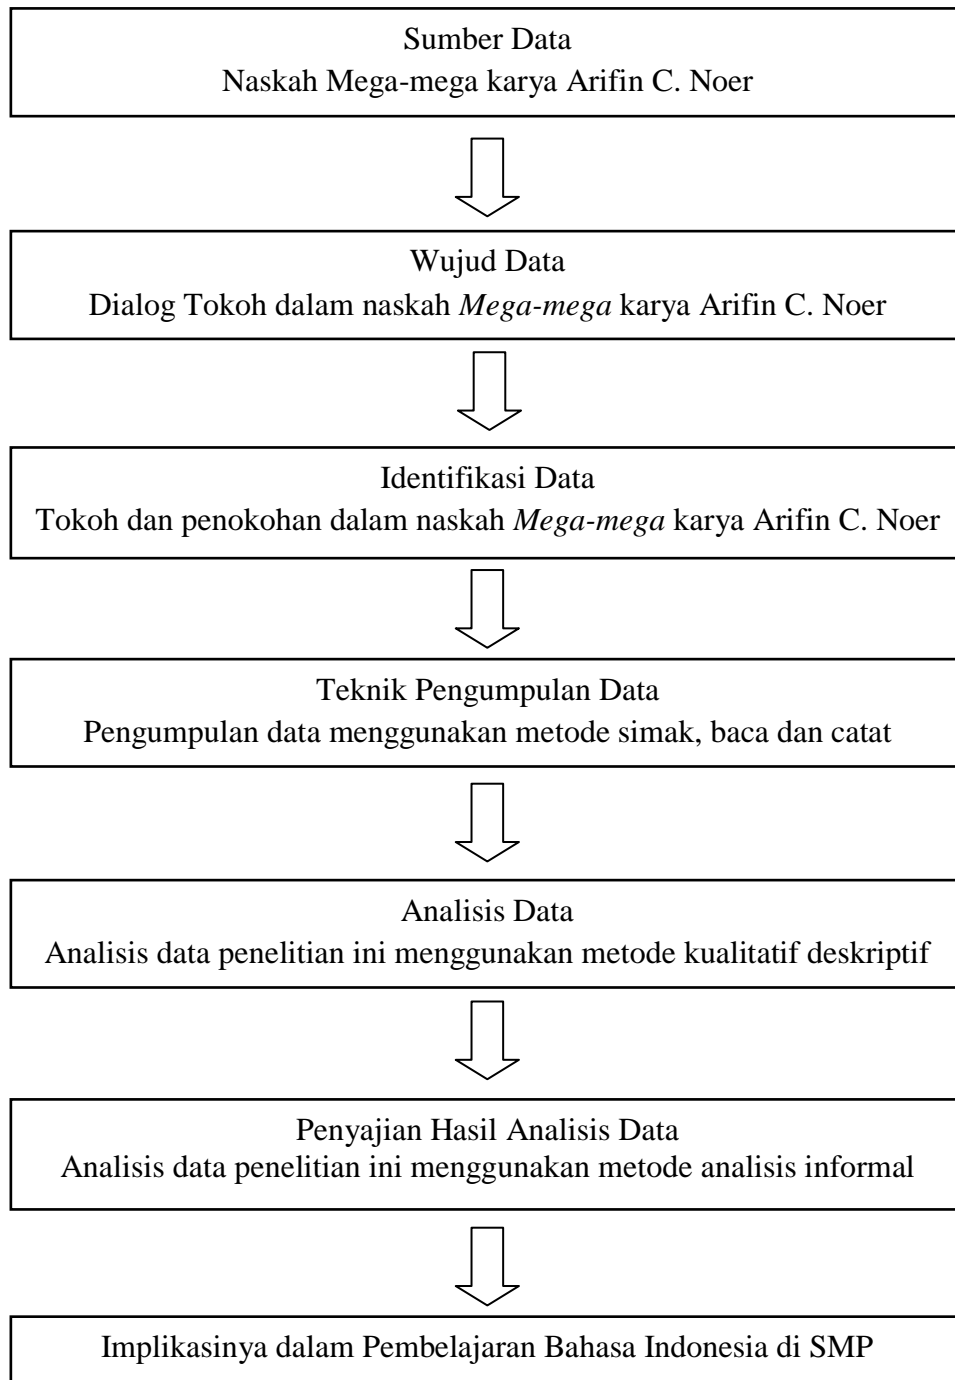 Sumber Data
Naskah Mega-mega karya Arifin C. Noer
Wujud Data
Dialog Tokoh dalam naskah Mega-mega karya Arifin C. Noer
Identifikasi Data
Tokoh dan penokohan dalam naskah Mega-mega karya Arifin C. Noer
Teknik Pengumpulan Data
Pengumpulan data menggunakan metode simak, baca dan catat
Analisis Data
Analisis data penelitian ini menggunakan metode kualitatif deskriptif
Penyajian Hasil Analisis Data
Analisis data penelitian ini menggunakan metode analisis informal
Implikasinya dalam Pembelajaran Bahasa Indonesia di SMP